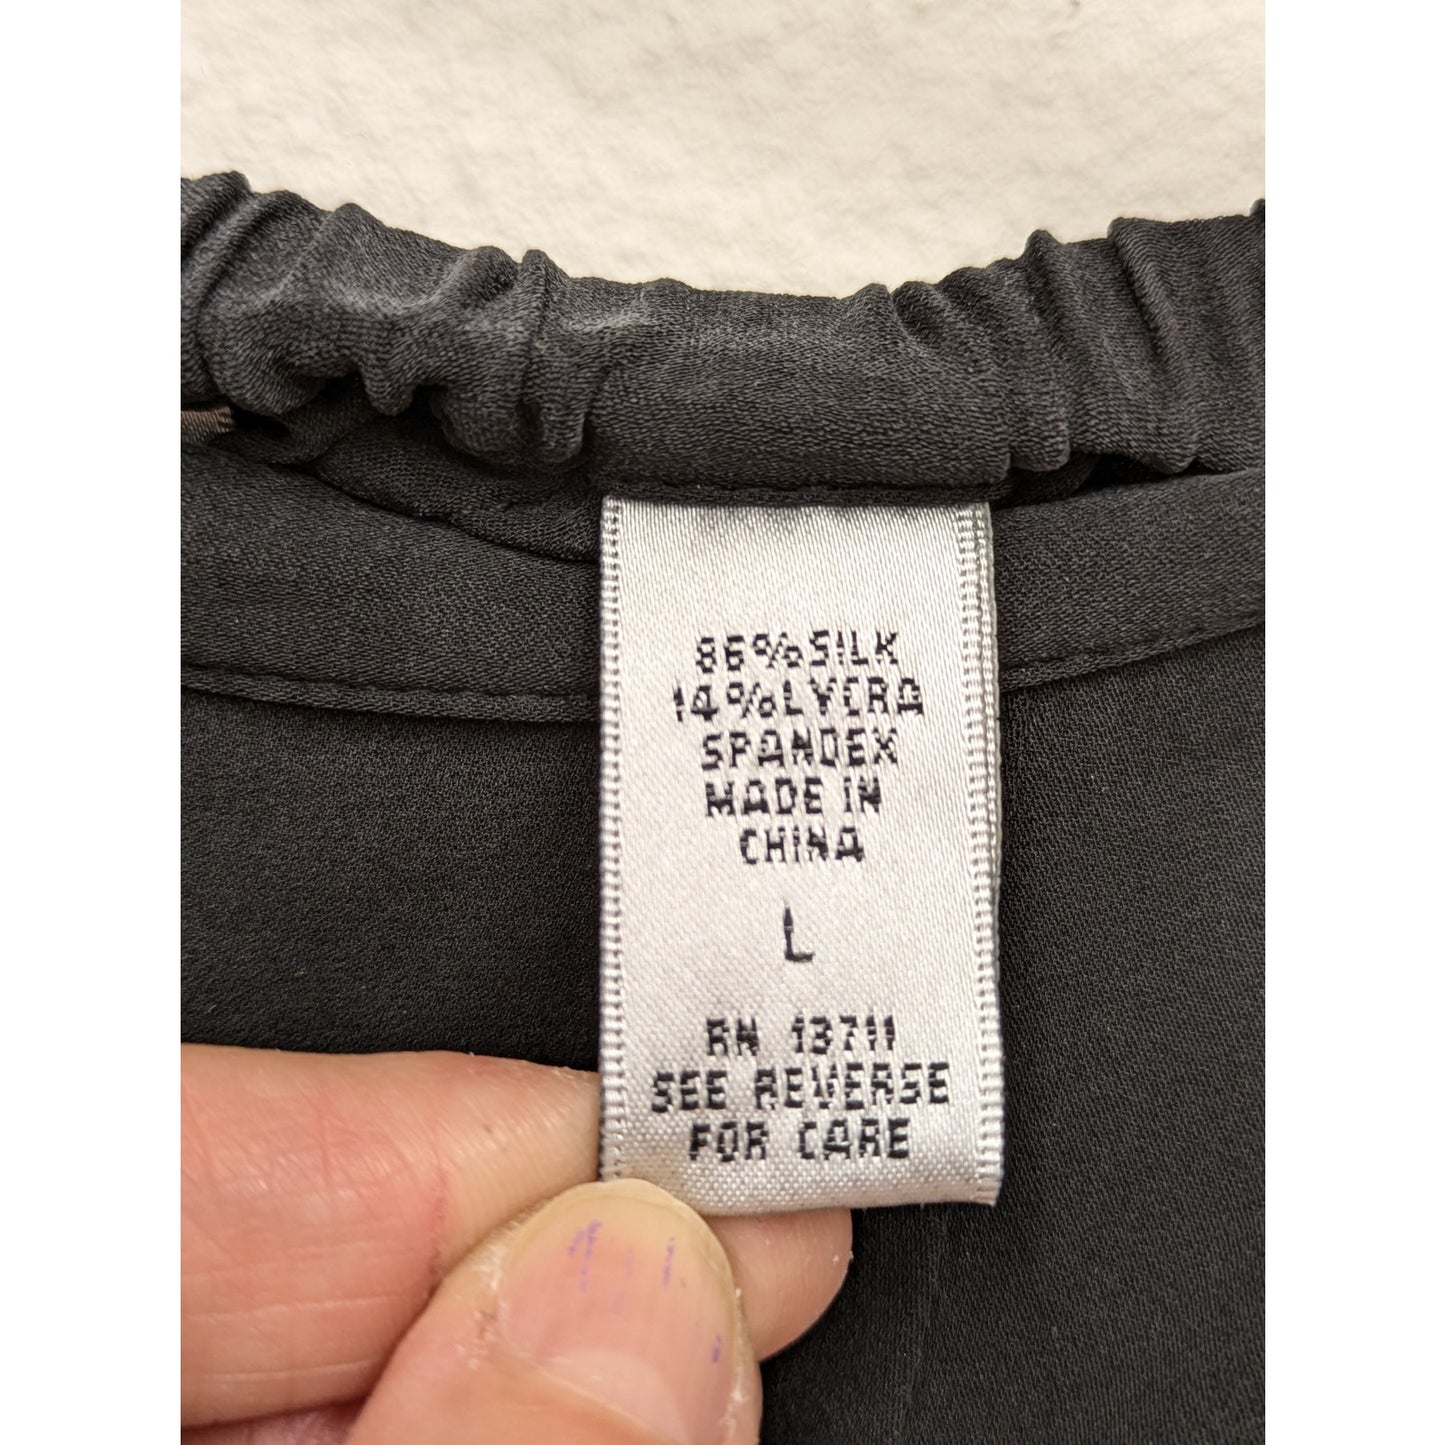 86%SILK
14%LYCRA
SPANDEX
MADE IN
CHINA
L
RN 13711
SEE REVERSE
FOR CARE